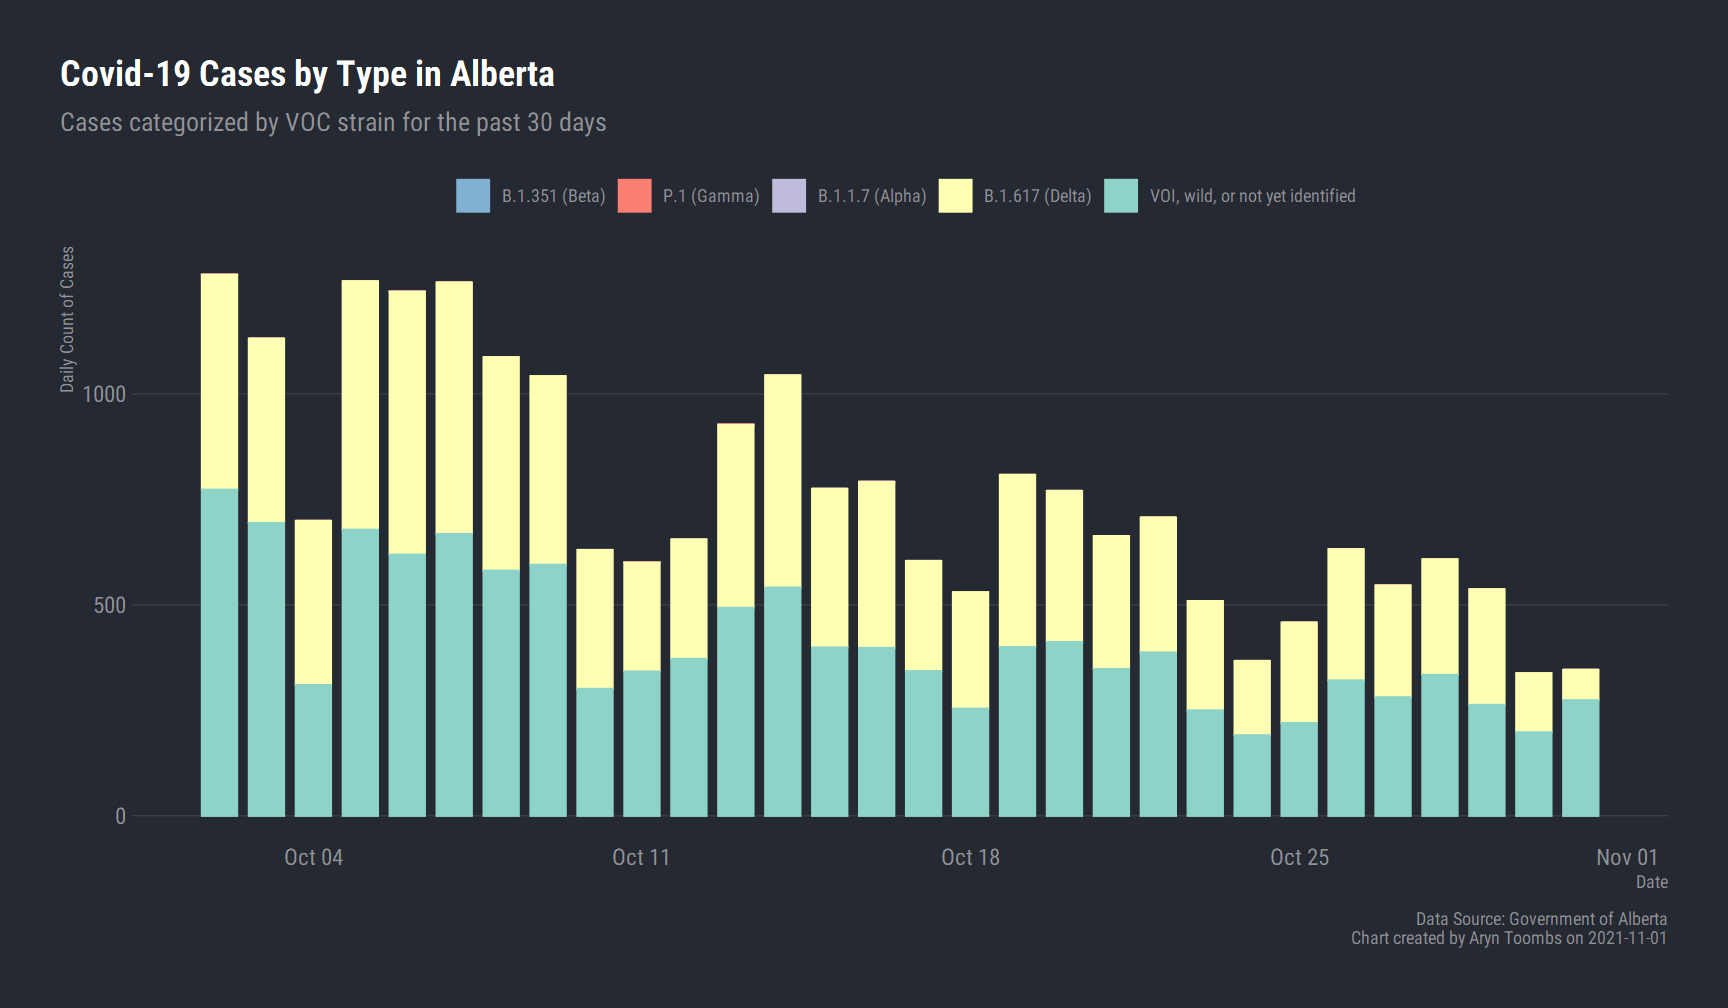 Covid-19 Cases by Type in Alberta
Cases categorized by VOC strain for the past 30 days
B.1.351 (Beta) P.1 (Gamma) B.1.1.7 (Alpha) B.1.617 (Delta) VOI, wild, or not yet identified
Daily Count of Cases
1000
500
0
Oct 04 Oct 11 Oct 18 Oct 25 Nov 01
Date
Data Source: Government of Alberta
Chart created by Aryn Toombs on 2021-11-01